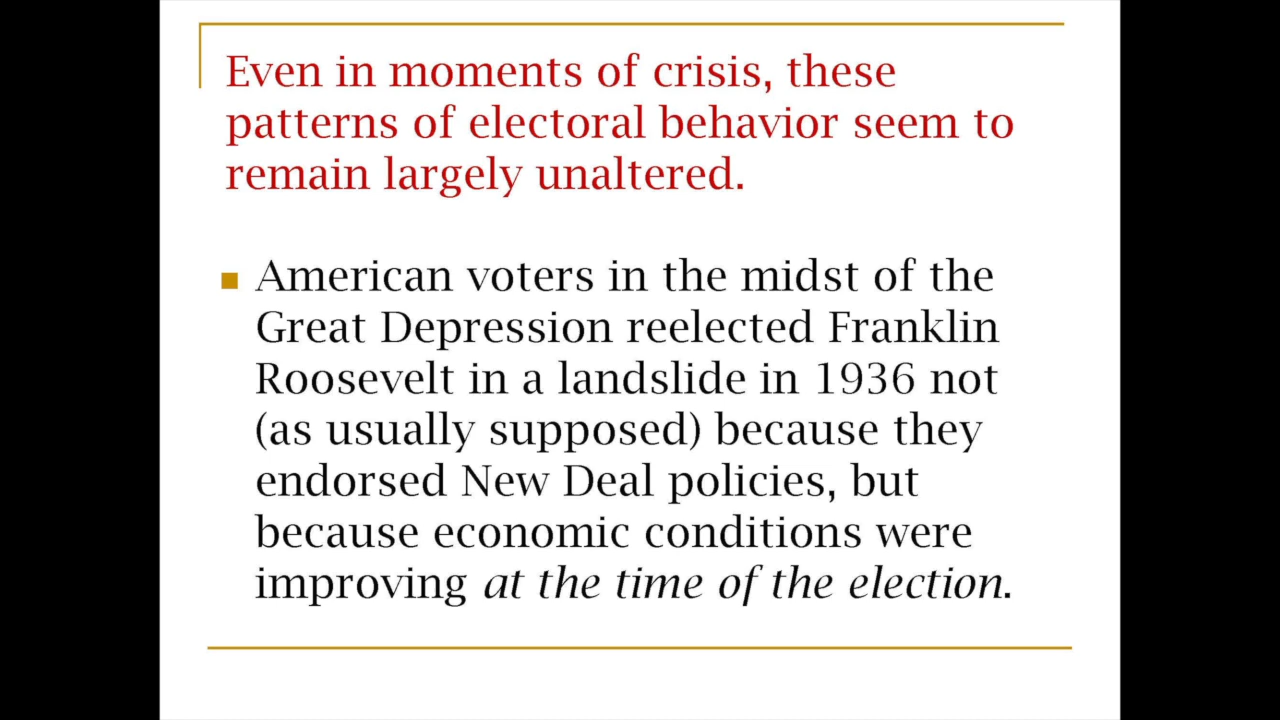 Even in moments of crisis, these
patterns of electoral behavior seem to
remain largely unaltered.
American voters in the midst of the
Great Depression reelected Franklin
Roosevelt in a landslide in 1936 not
(as usually supposed) because they
endorsed New Deal policies, but
because economic conditions were
improving at the time of the election.